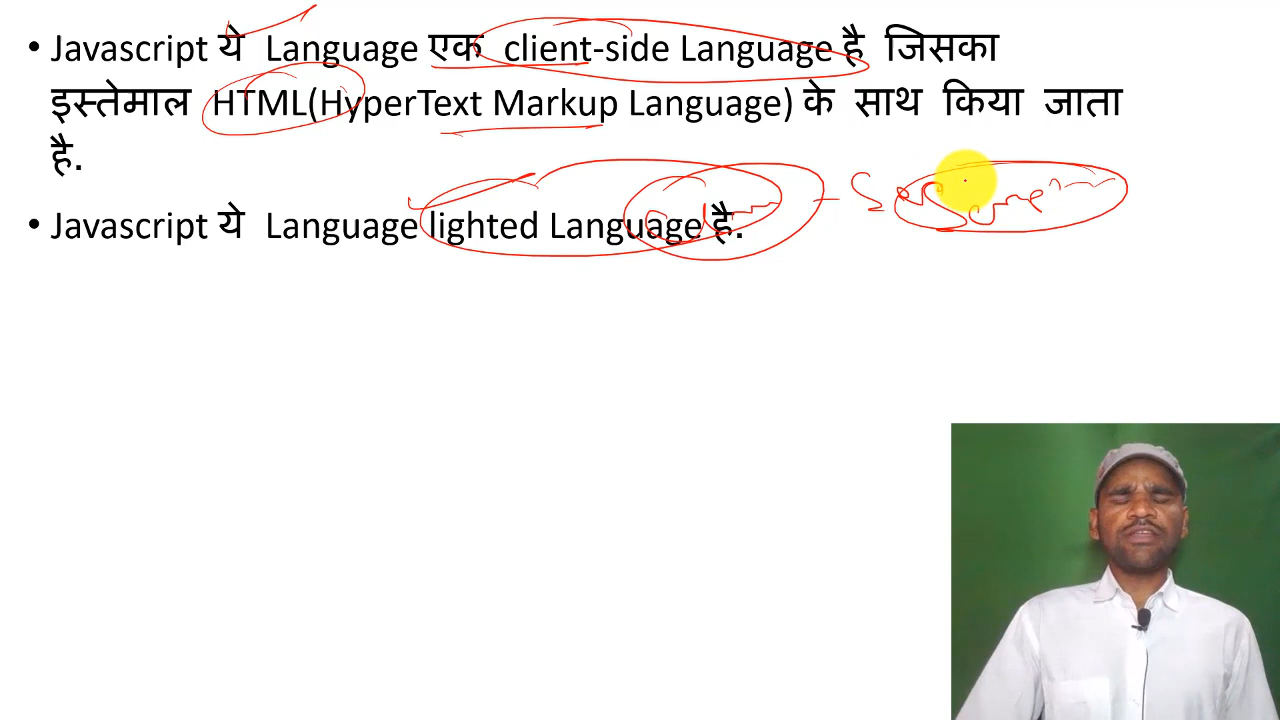 • Javascript ये Language एक client-side Language है जिसका
इस्तेमाल HTML(HyperText Markup Language) के साथ किया जाता
है.
• Javascript ये Language lighted Language है.